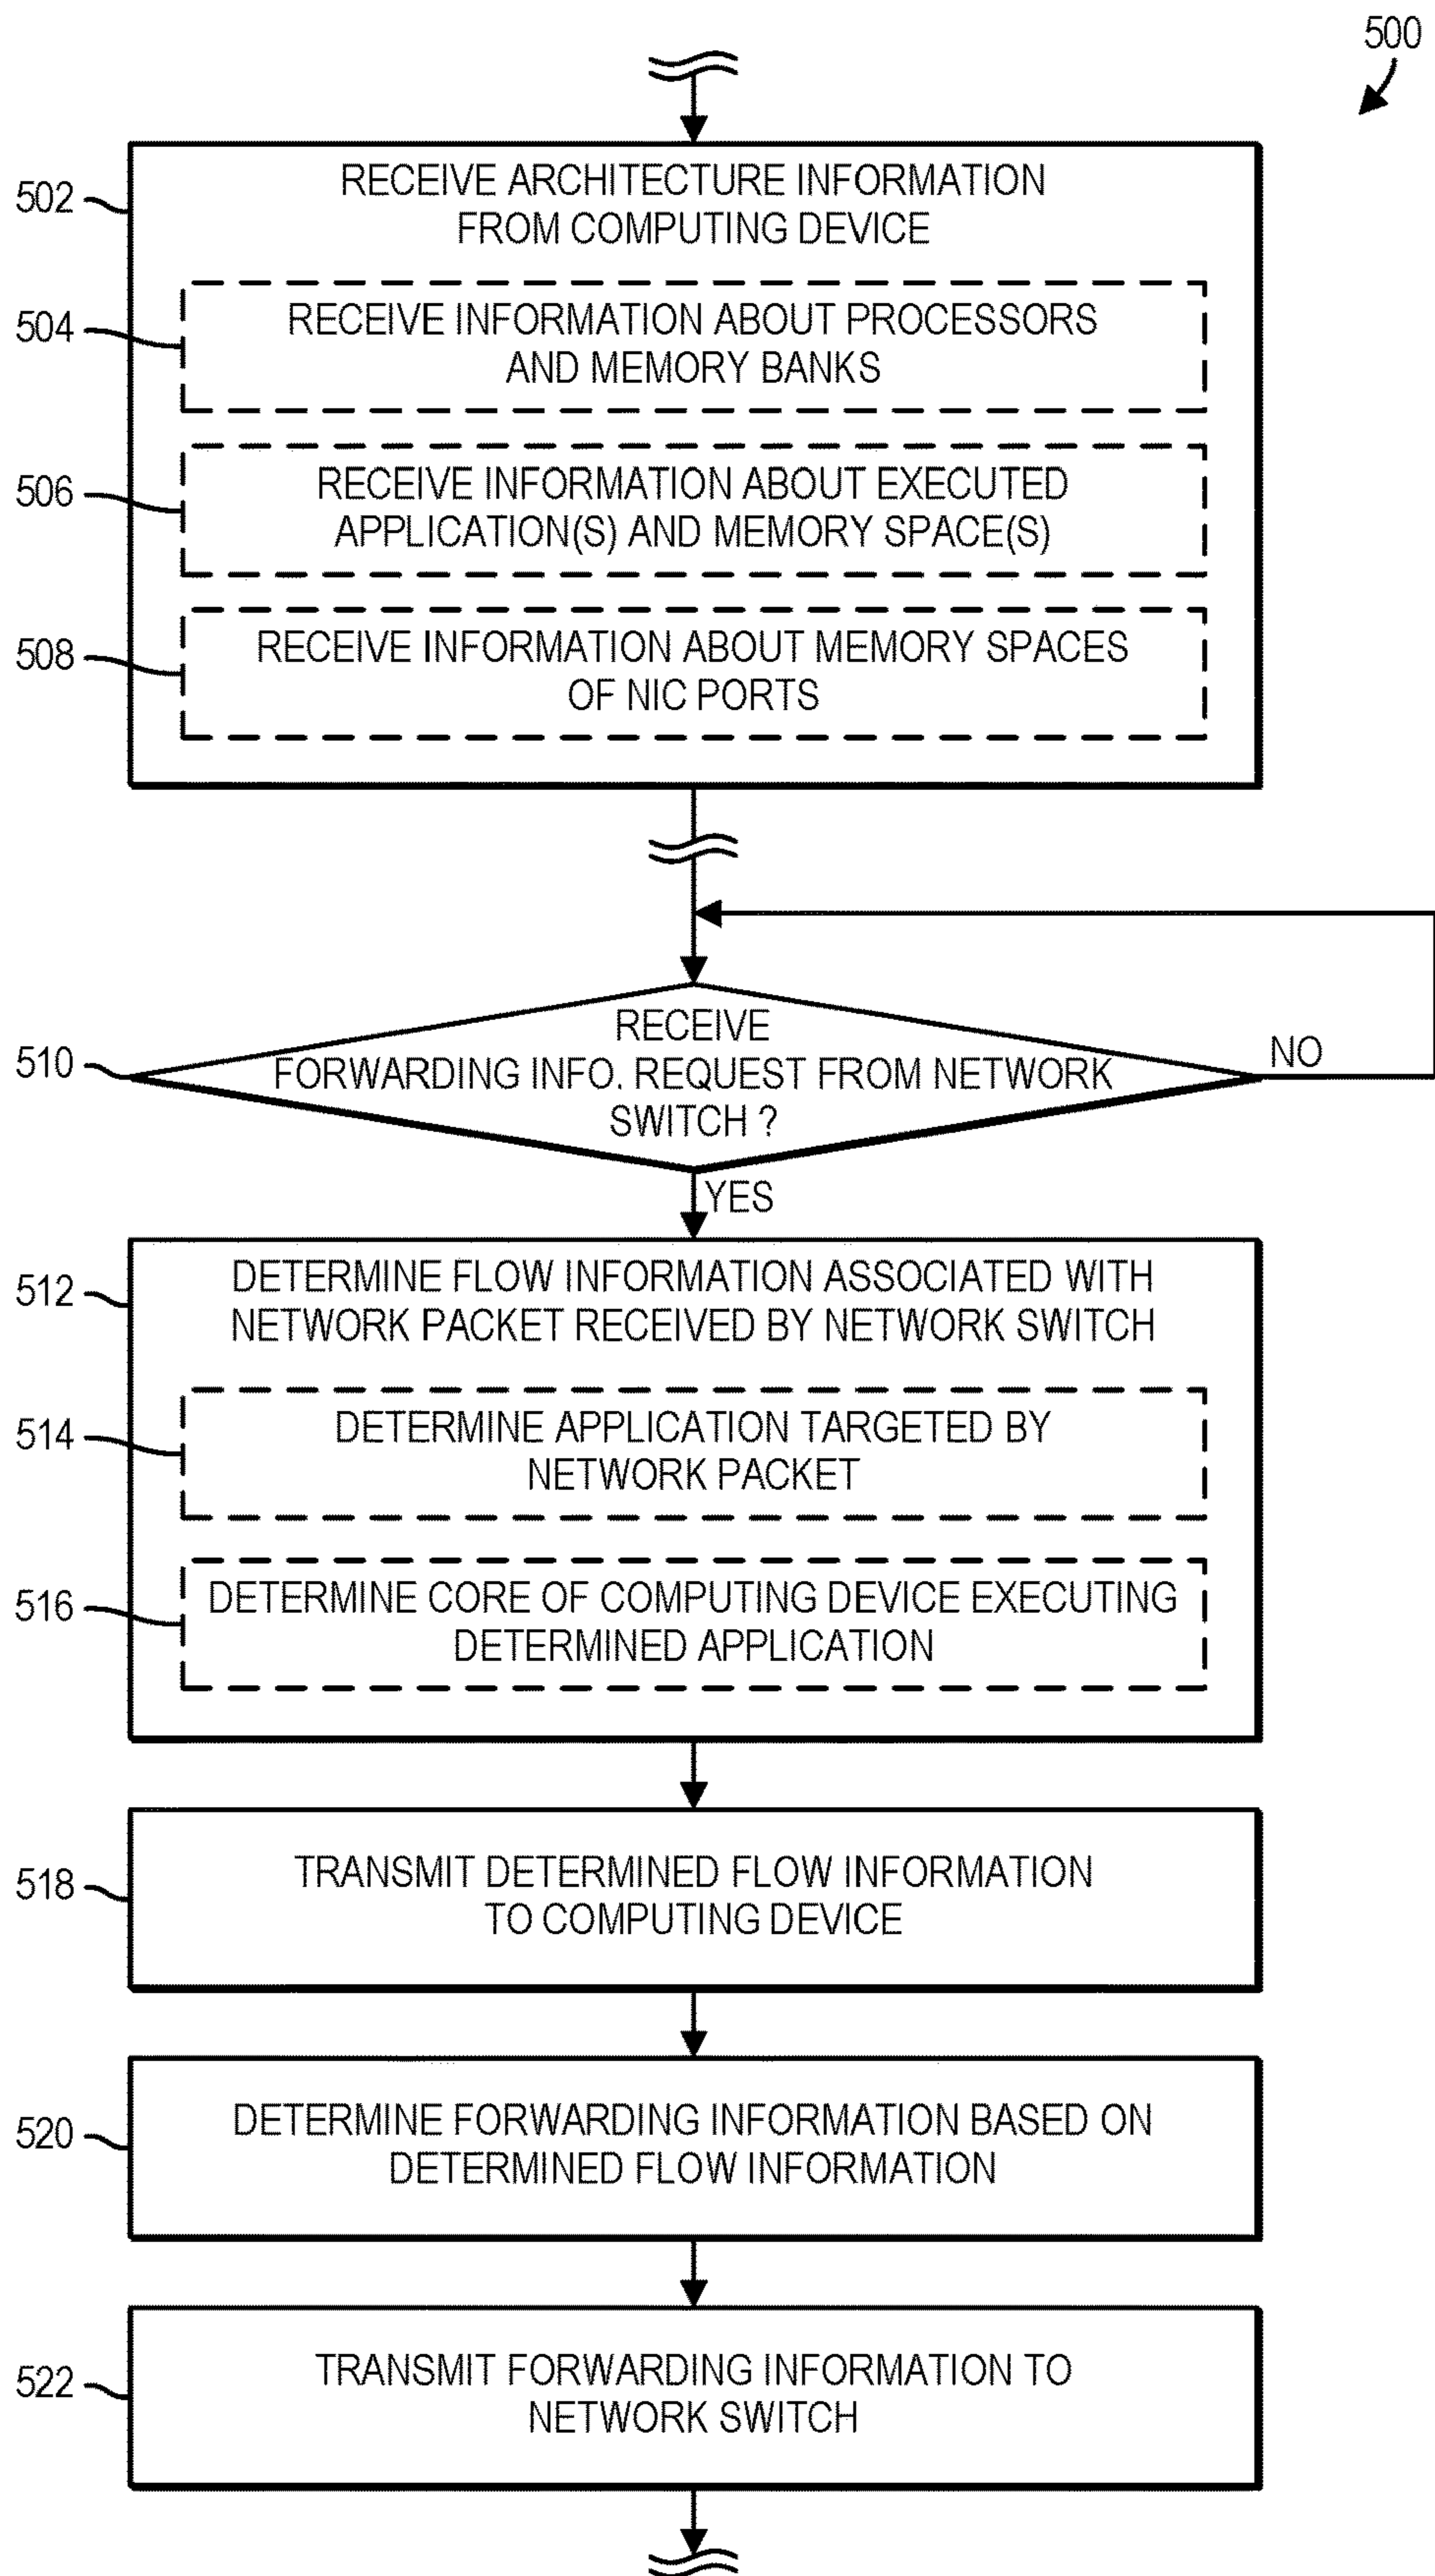 500
502
RECEIVE ARCHITECTURE INFORMATION
FROM COMPUTING DEVICE
504
RECEIVE INFORMATION ABOUT PROCESSORS
AND MEMORY BANKS
506
RECEIVE INFORMATION ABOUT EXECUTED
APPLICATION(S) AND MEMORY SPACE(S)
508
RECEIVE INFORMATION ABOUT MEMORY SPACES
OF NIC PORTS
510
RECEIVE
FORWARDING INFO. REQUEST FROM NETWORK
SWITCH ?
NO
YES
512
DETERMINE FLOW INFORMATION ASSOCIATED WITH
NETWORK PACKET RECEIVED BY NETWORK SWITCH
514
DETERMINE APPLICATION TARGETED BY
NETWORK PACKET
516
DETERMINE CORE OF COMPUTING DEVICE EXECUTING
DETERMINED APPLICATION
518
TRANSMIT DETERMINED FLOW INFORMATION
TO COMPUTING DEVICE
520
DETERMINE FORWARDING INFORMATION BASED ON
DETERMINED FLOW INFORMATION
522
TRANSMIT FORWARDING INFORMATION TO
NETWORK SWITCH